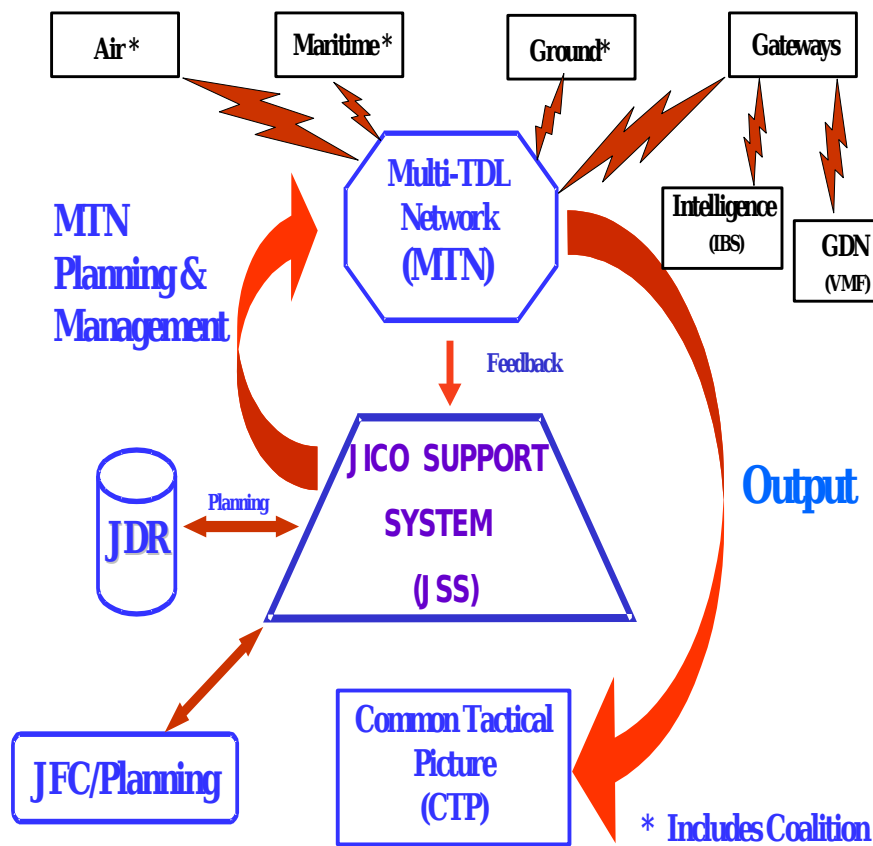 Air *
Maritime *
Ground*
Gateways
Multi-TDL
Network
(MTN)
Intelligence
(IBS)
GDN
(VMF)
MTN
Planning &
Management
Feedback
JICO SUPPORT
SYSTEM
(JSS)
Planning
JDR
Output
Common Tactical
Picture
(CTP)
JFC/Planning
* Includes Coalition